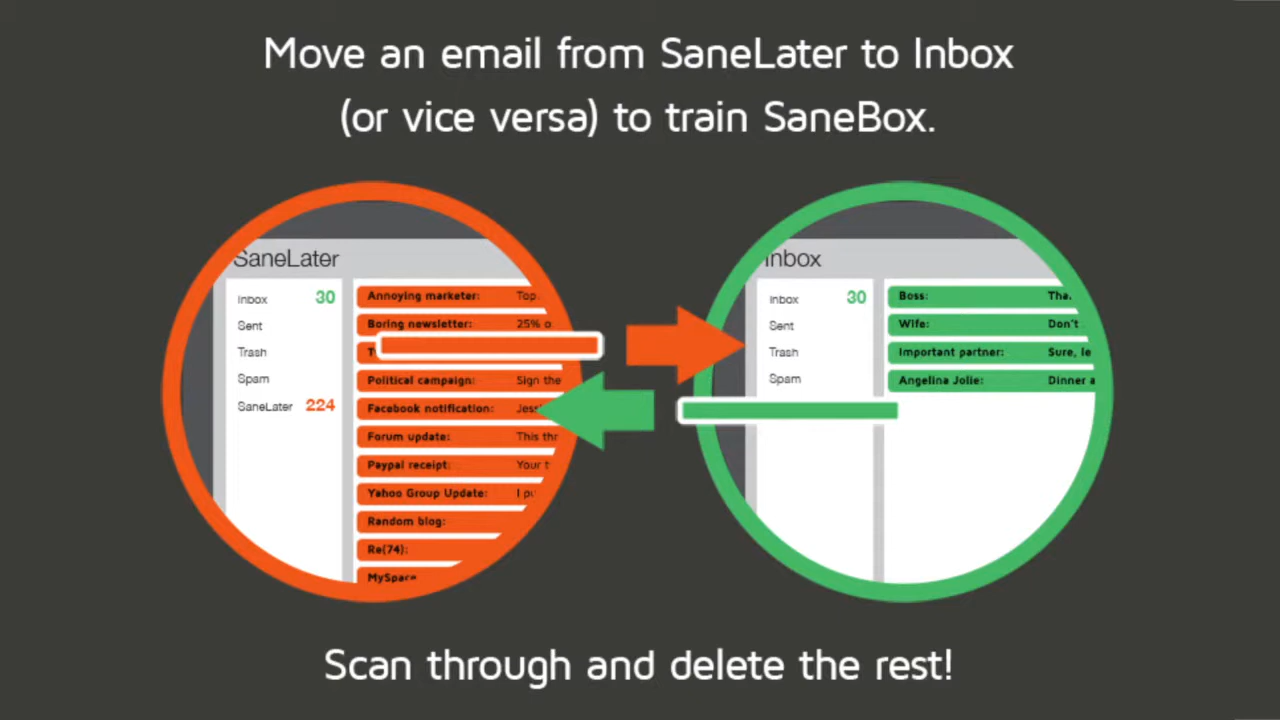 Move an email from SaneLater to Inbox
(or vice versa) to train SaneBox.
SaneLater
Inbox 30
Sent
Trash
Spam
SaneLater 224
Annoying marketer: Top
Boring newsletter: 25% o
Political campaign: Sign the
Facebook notification:
Forum update: This thr
Paypal receipt: Your t
Yahoo Group Update: I pu
Random blog:
Re(74):
MySpace
Inbox
Inbox 30
Sent
Trash
Spam
Boss: Tha
Wife: Don't
Important partner: Sure, le
Angelina Jolie: Dinner a
Scan through and delete the rest!